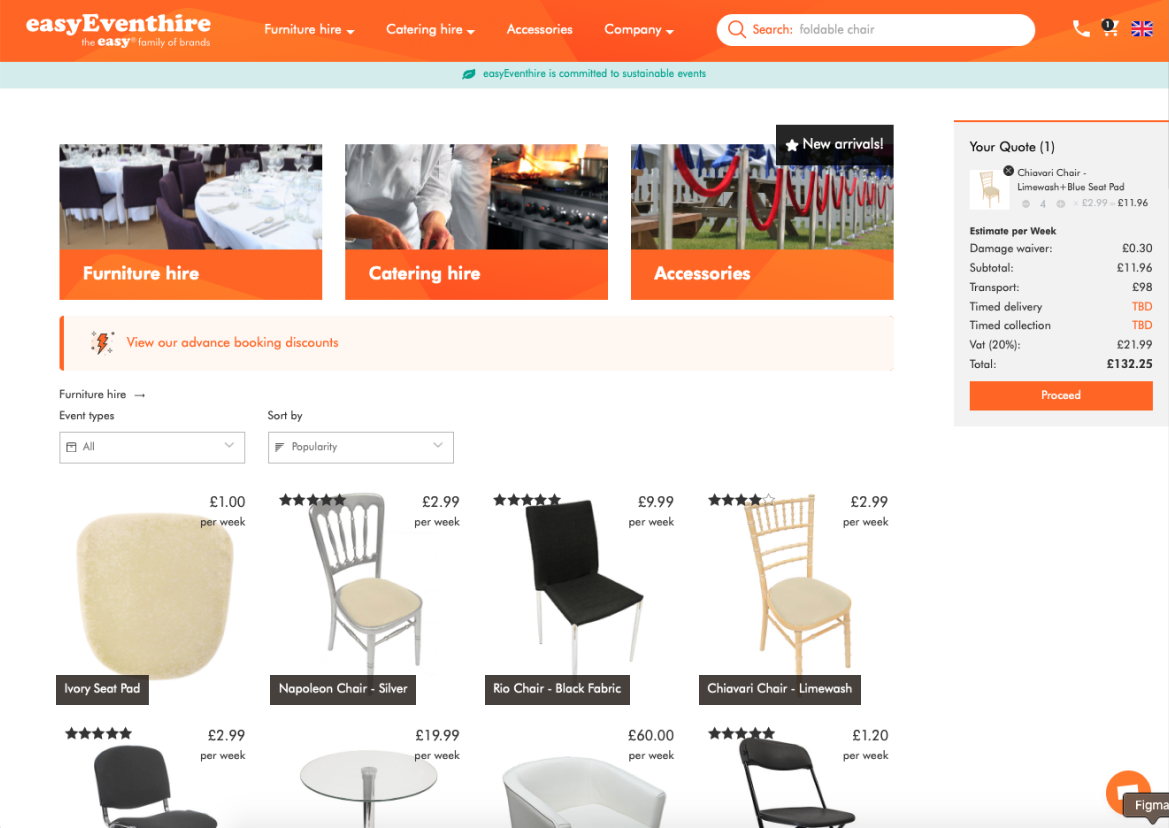 easyEventhire
the easy® family of brands
Furniture hire
Catering hire
Accessories
Company
Search: foldable chair
1
easyEventhire is committed to sustainable events
New arrivals!
Furniture hire
Catering hire
Accessories
View our advance booking discounts
Furniture hire →
Event types
Sort by
All
Popularity
£1.00
per week
Ivory Seat Pad
£2.99
per week
Napoleon Chair - Silver
£9.99
per week
Rio Chair - Black Fabric
£2.99
per week
Chiavari Chair - Limewash
£2.99
per week
£19.99
per week
£60.00
per week
£1.20
per week
Your Quote (1)
Chiavari Chair -
Limewash+Blue Seat Pad
4 × £2.99 = £11.96
Estimate per Week
Damage waiver: £0.30
Subtotal: £11.96
Transport: £98
Timed delivery TBD
Timed collection TBD
Vat (20%): £21.99
Total: £132.25
Proceed
Figma